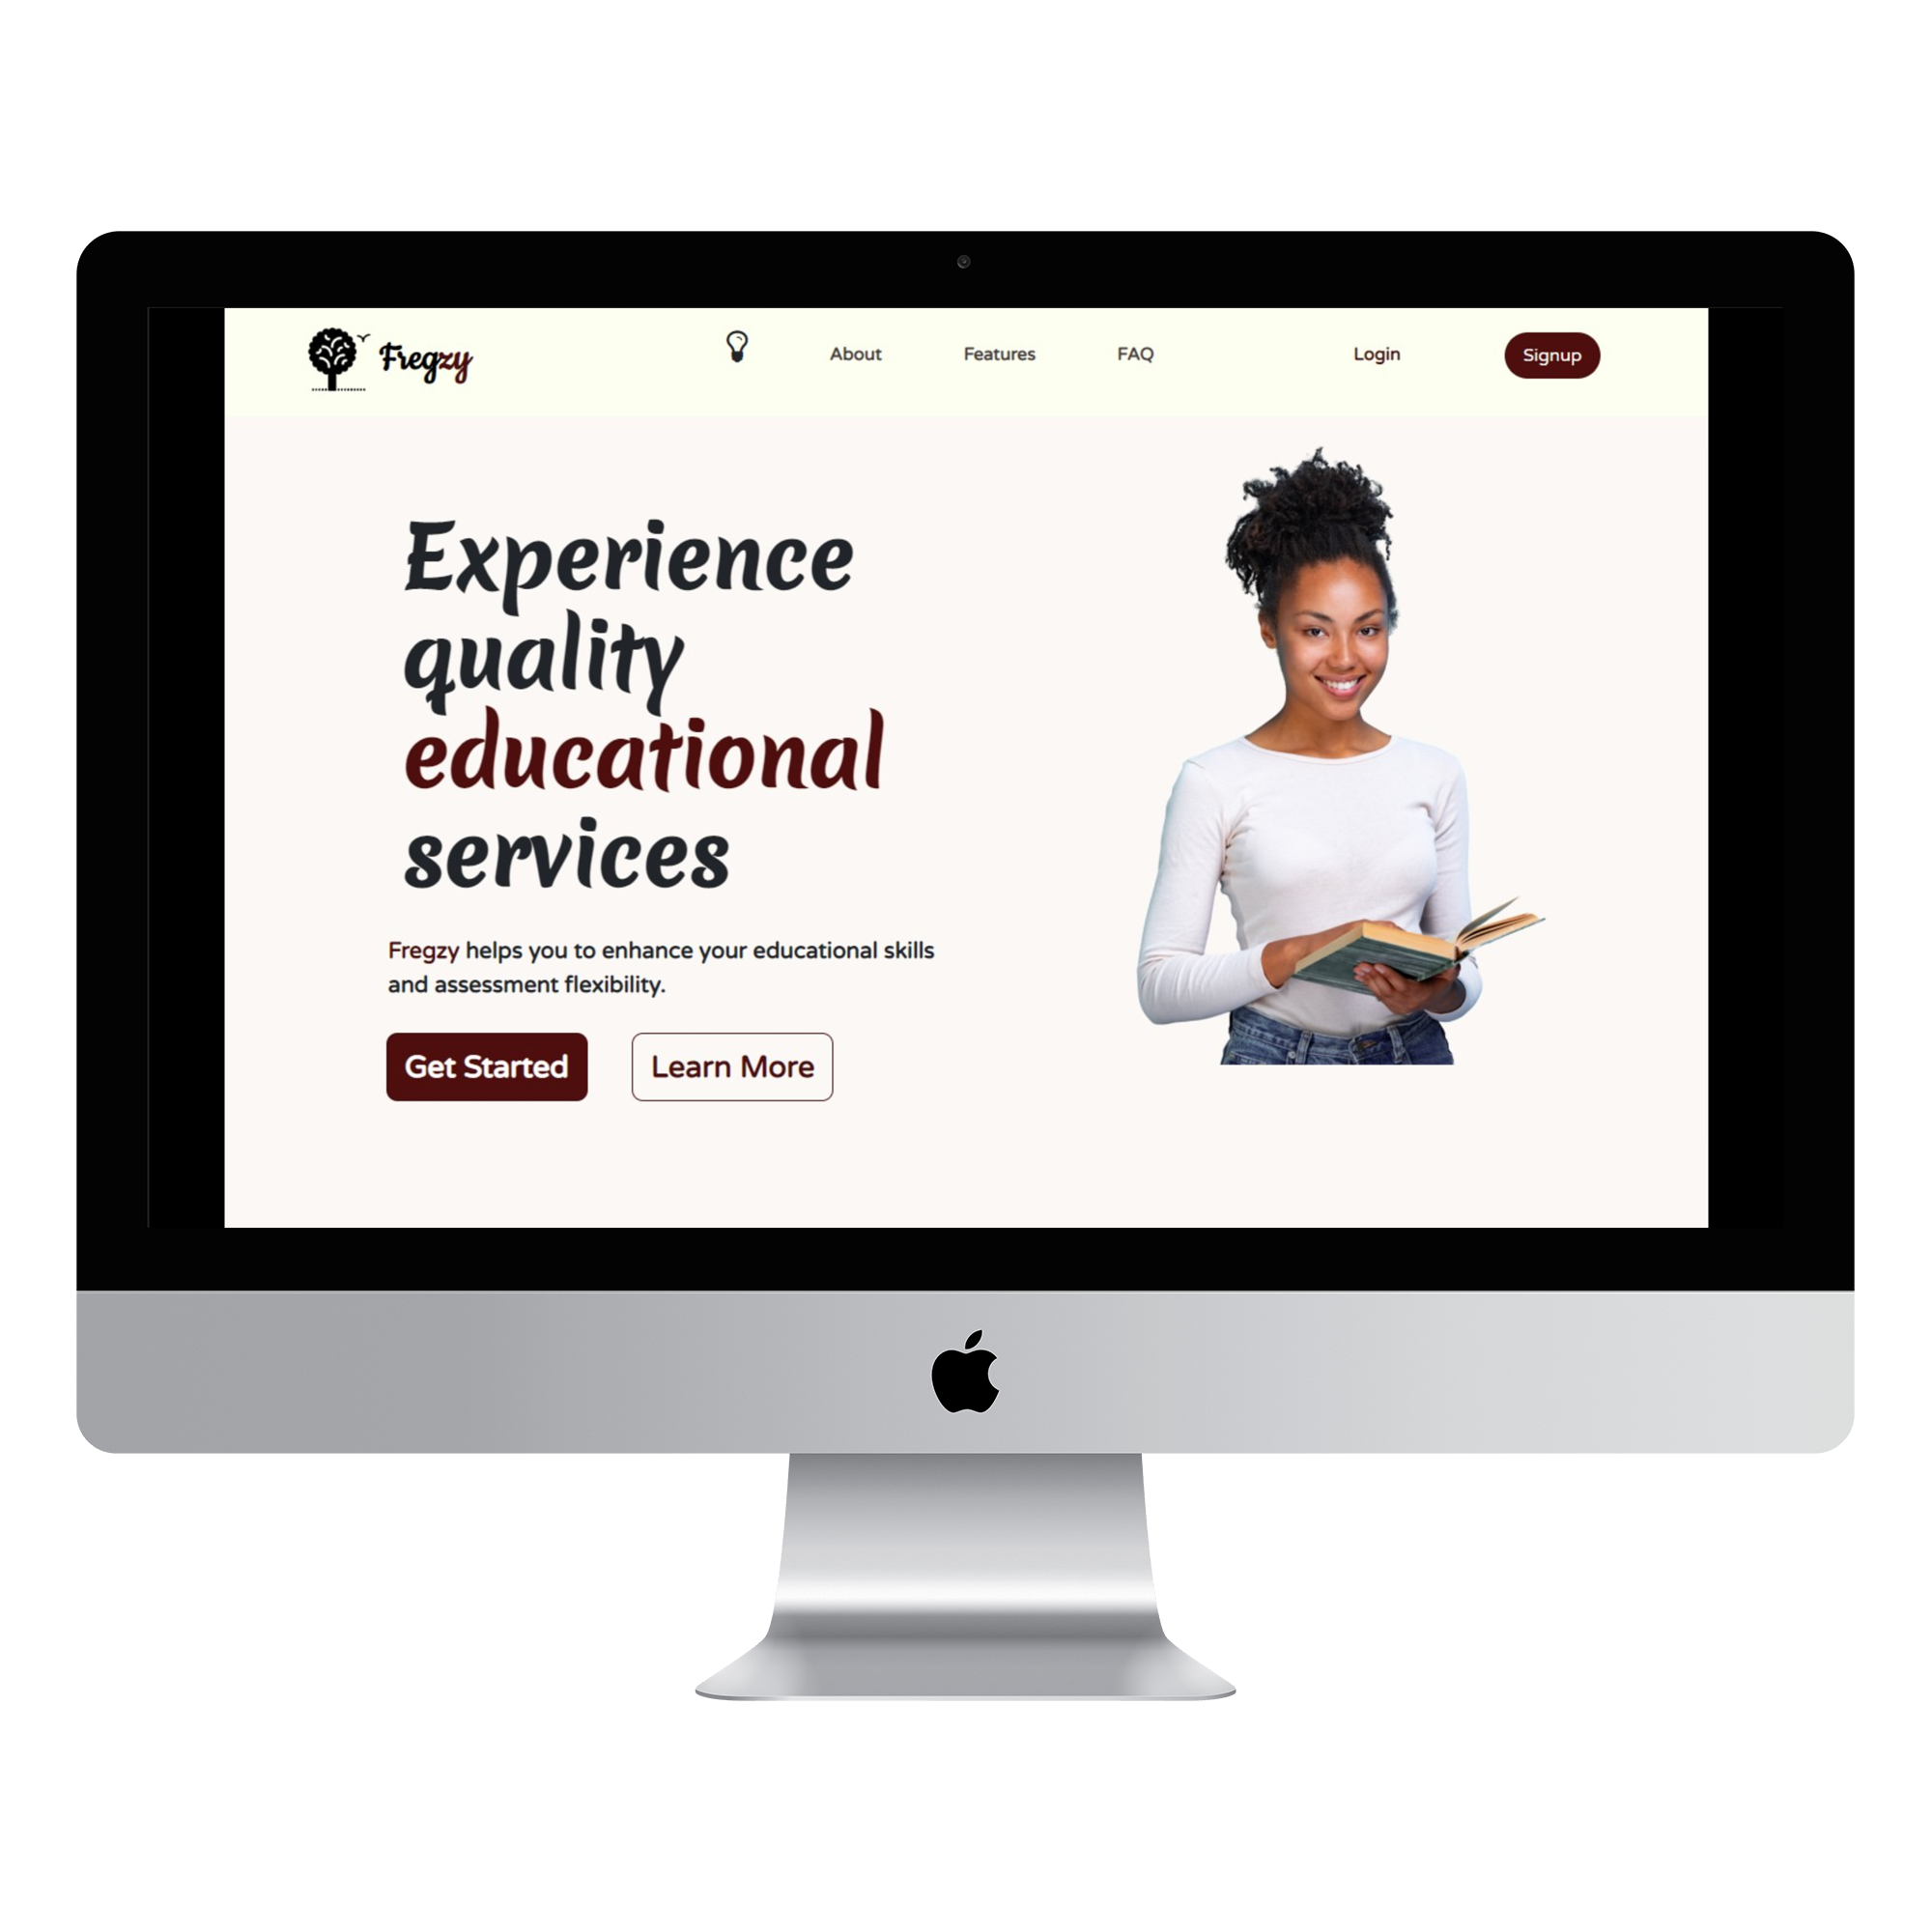 Fregzy
About
Features
FAQ
Login
Signup
Experience
quality
educational
services
Fregzy helps you to enhance your educational skills
and assessment flexibility.
Get Started
Learn More